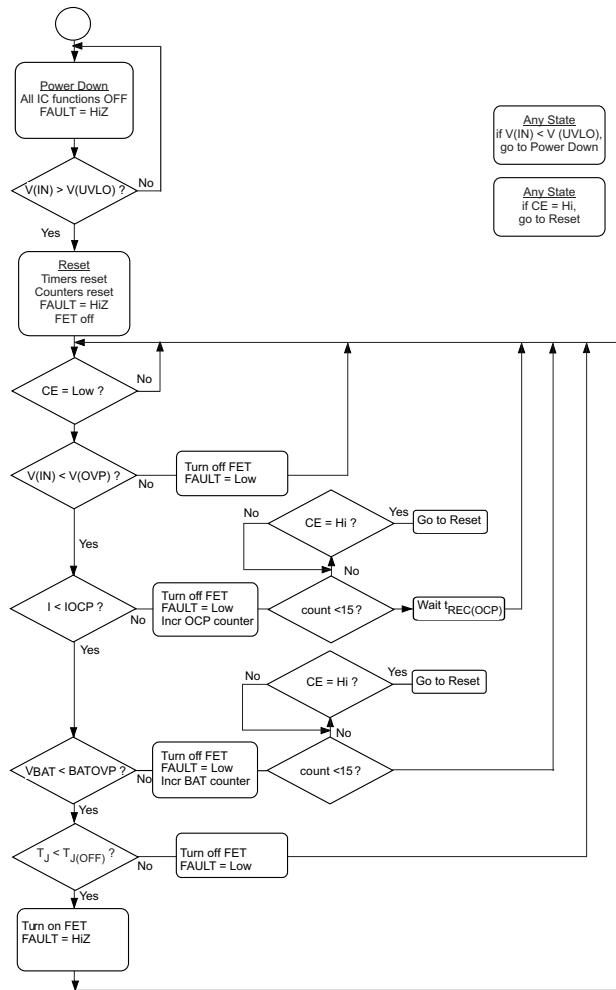 Power Down
All IC functions OFF
FAULT = HiZ
Any State
if V(IN) < V (UVLO),
go to Power Down
V(IN) > V(UVLO) ?
No
Any State
if CE = Hi,
go to Reset
Yes
Reset
Timers reset
Counters reset
FAULT = HiZ
FET off
CE = Low ?
No
V(IN) < V(OVP) ?
No
Turn off FET
FAULT = Low
Yes
No
CE = Hi ?
Yes
Go to Reset
No
I < IOCP ?
No
Turn off FET
FAULT = Low
Incr OCP counter
count <15?
Wait tREC(OCP)
Yes
No
CE = Hi ?
Yes
Go to Reset
No
VBAT < BATOVP ?
No
Turn off FET
FAULT = Low
Incr BAT counter
count <15?
Yes
TJ < TJ(OFF) ?
No
Turn off FET
FAULT = Low
Yes
Turn on FET
FAULT = HiZ